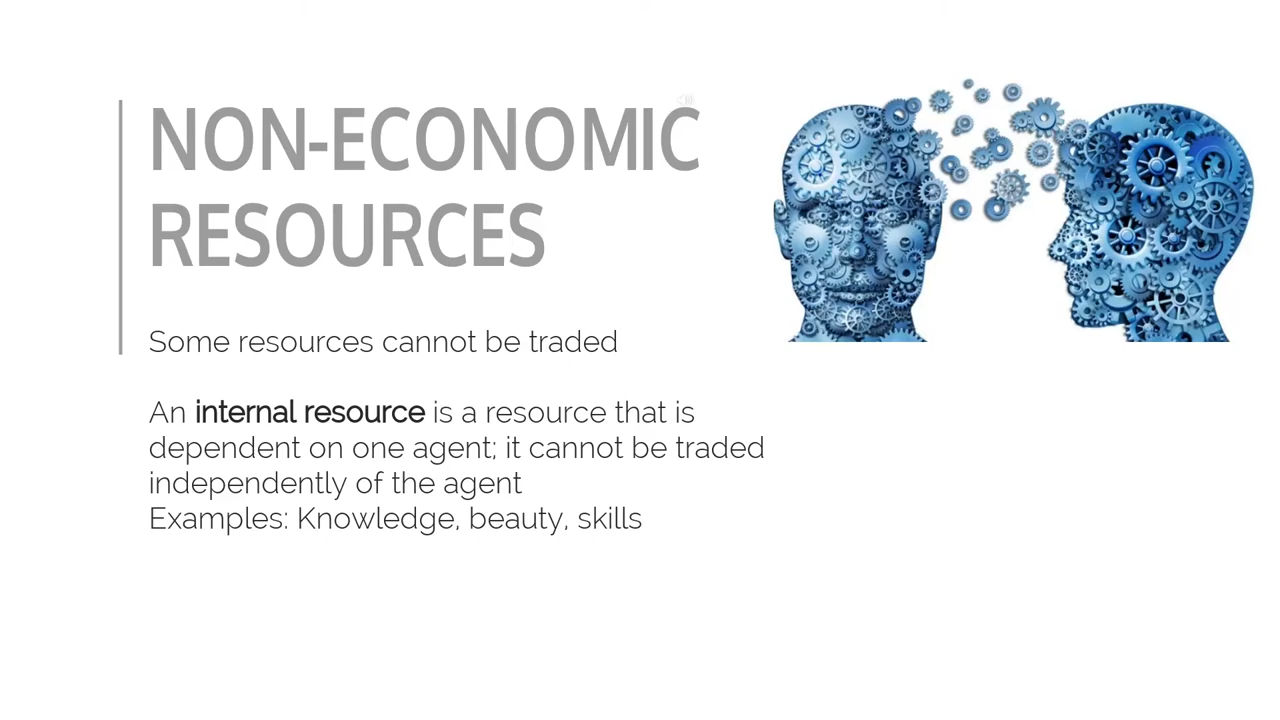 NON-ECONOMIC
RESOURCES
Some resources cannot be traded
An internal resource is a resource that is
dependent on one agent; it cannot be traded
independently of the agent
Examples: Knowledge, beauty, skills